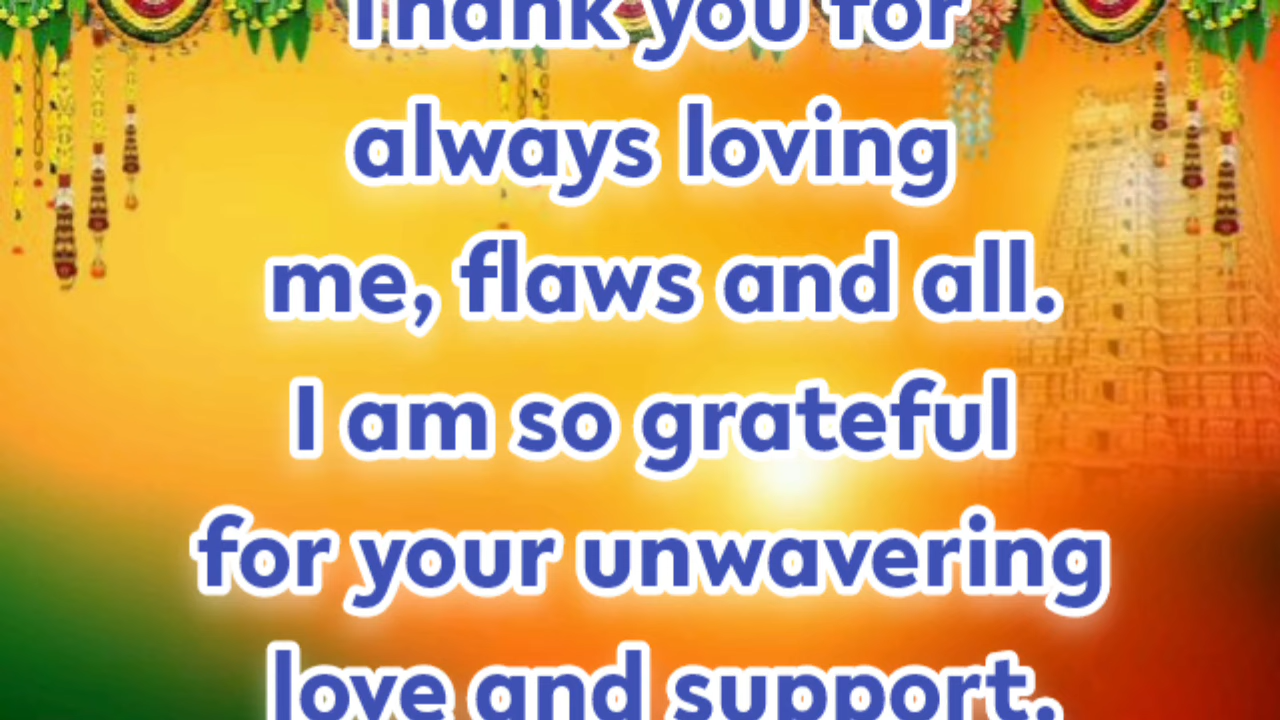 Thank you for
always loving
me, flaws and all.
I am so grateful
for your unwavering
love and support.